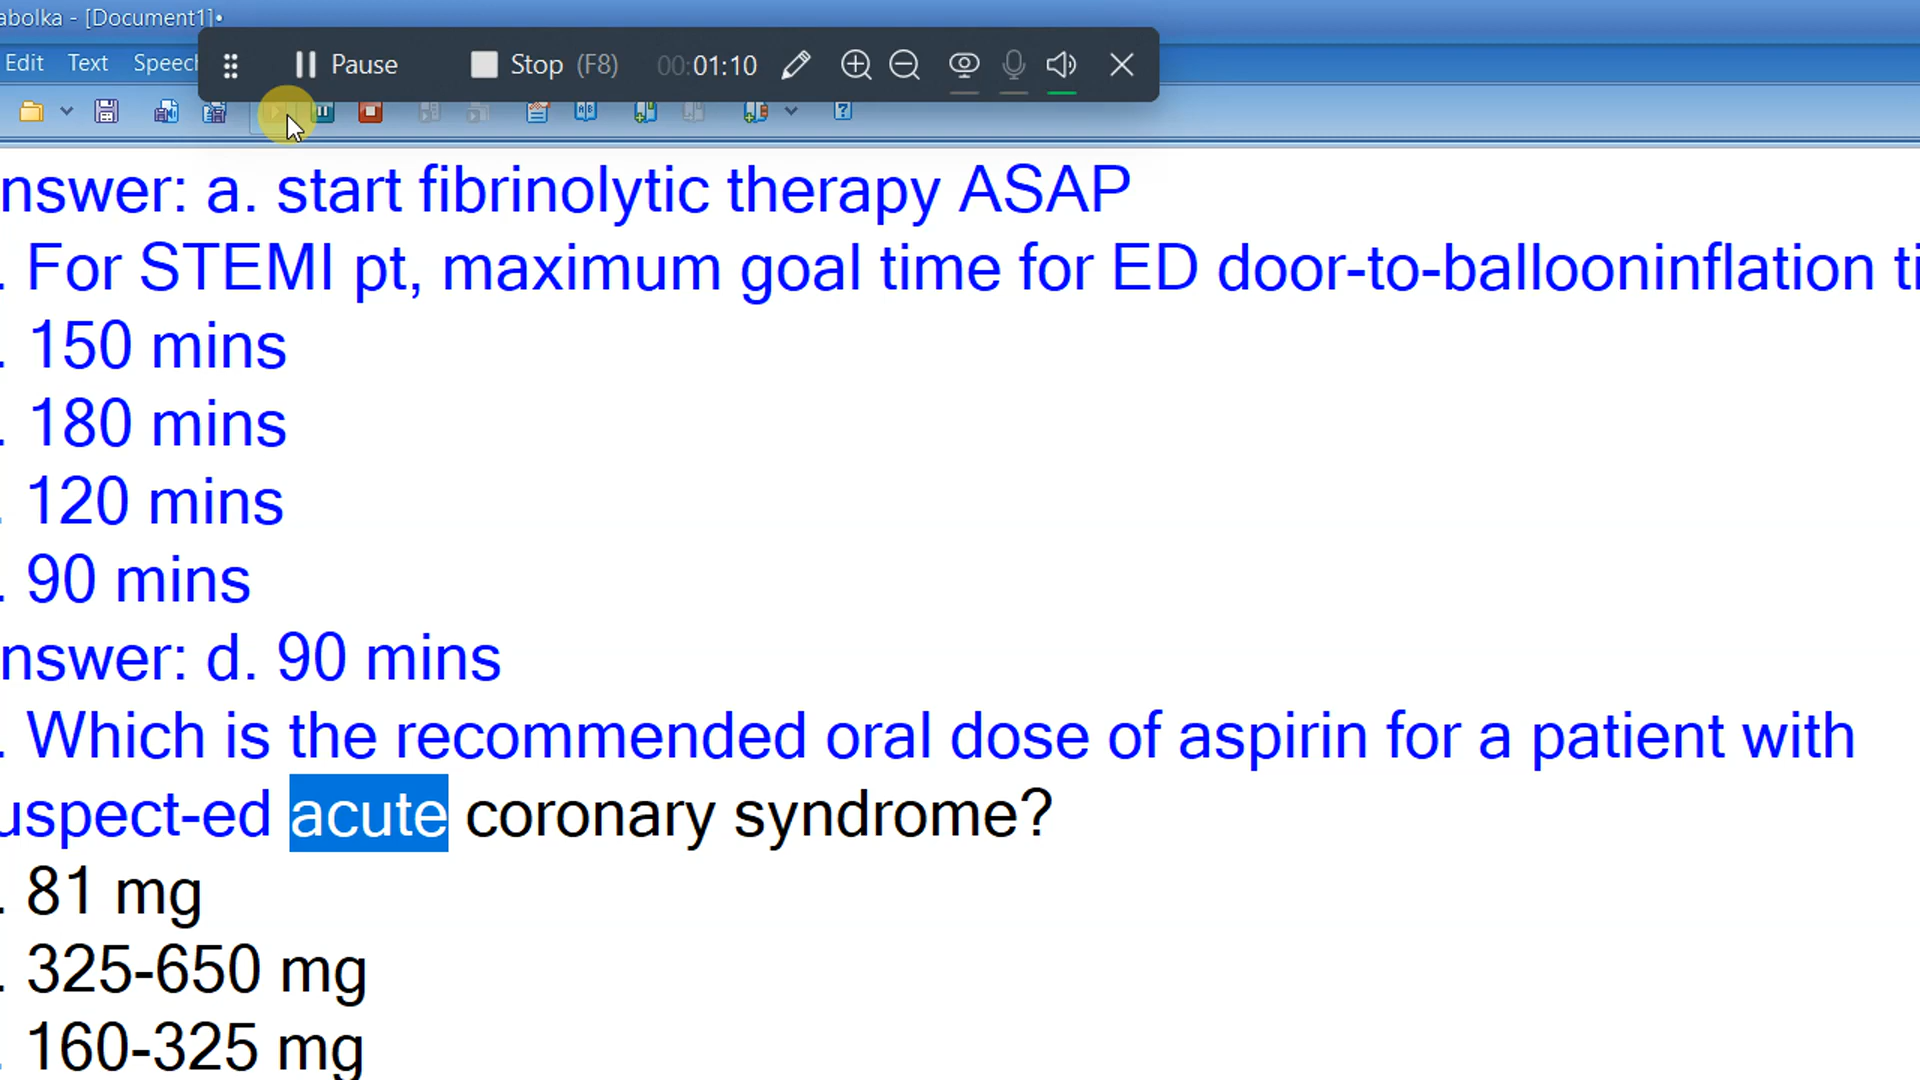 abolka - [Document1]•
Edit Text Speech
Pause Stop (F8) 00:01:10
nswer: a. start fibrinolytic therapy ASAP
. For STEMI pt, maximum goal time for ED door-to-ballooninflation ti
. 150 mins
. 180 mins
. 120 mins
. 90 mins
nswer: d. 90 mins
. Which is the recommended oral dose of aspirin for a patient with
uspect-ed acute coronary syndrome?
. 81 mg
. 325-650 mg
. 160-325 mg